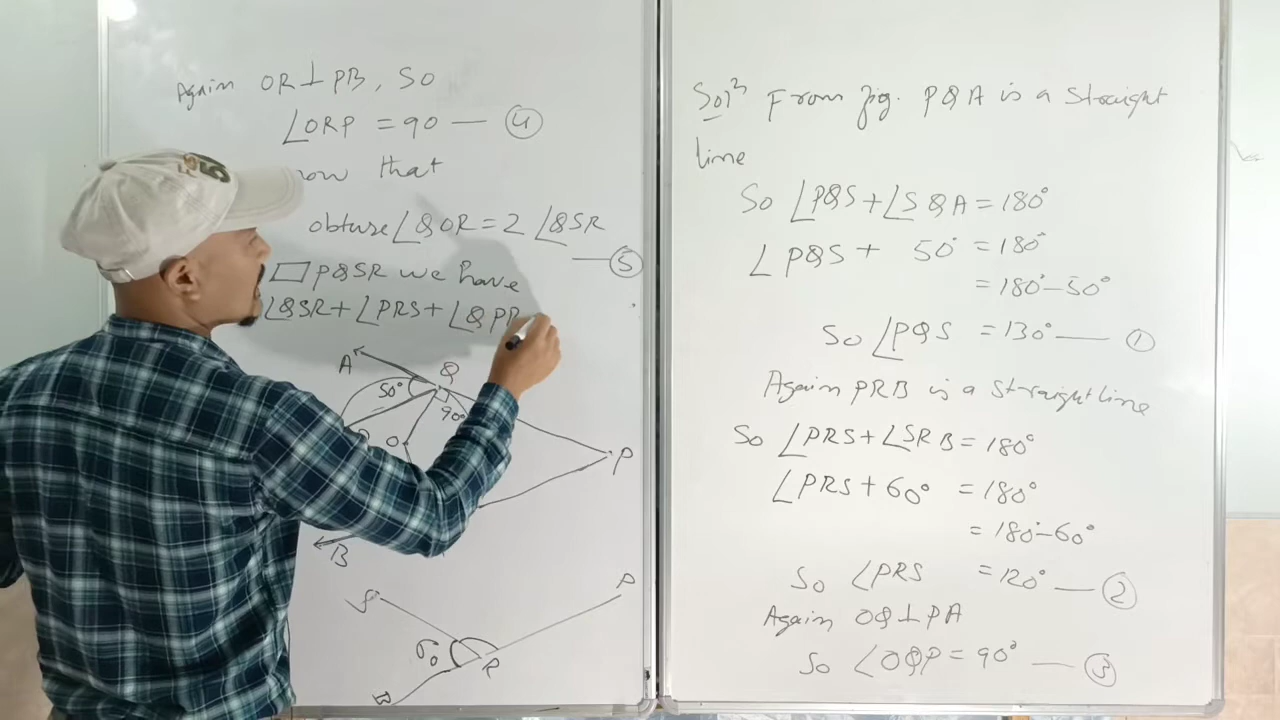 Again OR⊥PB, SO
∠ORP = 90 — ④
now that
obtuse ∠QOR = 2 ∠QSR
— ⑤
▱ PQSR we have
∠QSR + ∠PRS + ∠QPR
A
Q
50°
90°
O
P
B
S
P
60
R
B
Solⁿ From fig. PQA is a straight
line
So ∠PQS + ∠SQA = 180°
∠PQS + 50° = 180°
= 180° - 50°
So ∠PQS = 130° — ①
Again PRB is a straight line
So ∠PRS + ∠SRB = 180°
∠PRS + 60° = 180°
= 180° - 60°
So ∠PRS = 120° — ②
Again OQ⊥PA
So ∠OQP = 90° — ③